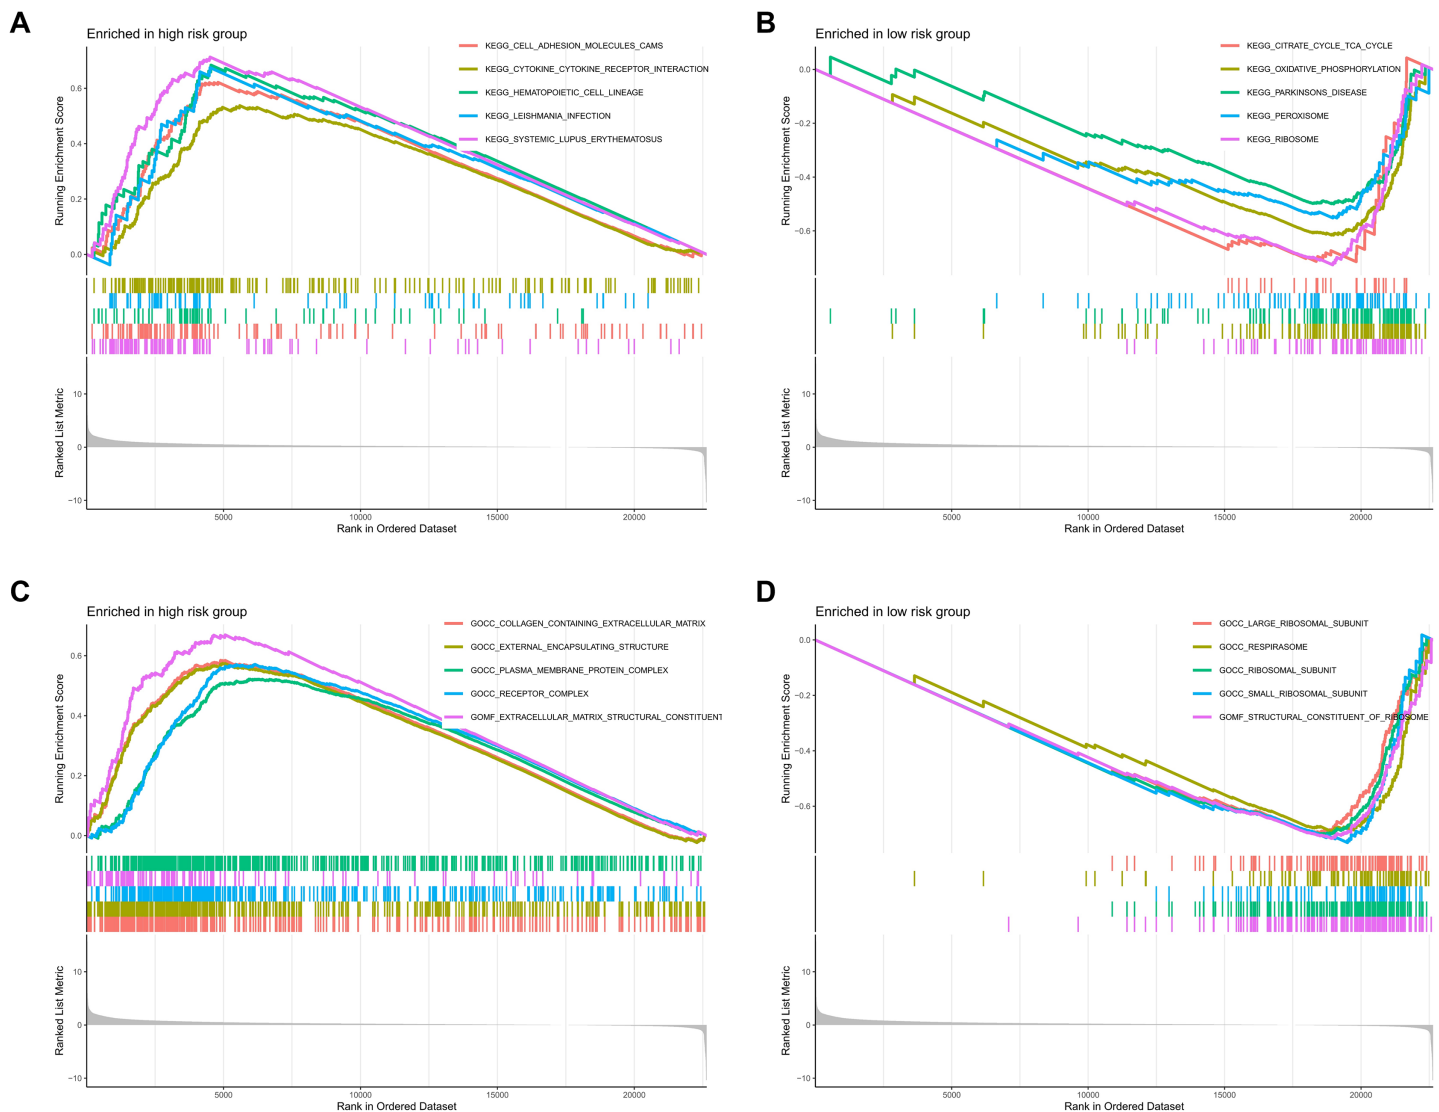 A
Enriched in high risk group
KEGG_CELL_ADHESION_MOLECULES_CAMS
KEGG_CYTOKINE_CYTOKINE_RECEPTOR_INTERACTION
KEGG_HEMATOPOIETIC_CELL_LINEAGE
KEGG_LEISHMANIA_INFECTION
KEGG_SYSTEMIC_LUPUS_ERYTHEMATOSUS
Running Enrichment Score
0.6
0.4
0.2
0.0
Ranked List Metric
10
0
−10
5000 10000 15000 20000
Rank in Ordered Dataset
B
Enriched in low risk group
KEGG_CITRATE_CYCLE_TCA_CYCLE
KEGG_OXIDATIVE_PHOSPHORYLATION
KEGG_PARKINSONS_DISEASE
KEGG_PEROXISOME
KEGG_RIBOSOME
Running Enrichment Score
0.0
−0.2
−0.4
−0.6
Ranked List Metric
10
0
−10
5000 10000 15000 20000
Rank in Ordered Dataset
C
Enriched in high risk group
GOCC_COLLAGEN_CONTAINING_EXTRACELLULAR_MATRIX
GOCC_EXTERNAL_ENCAPSULATING_STRUCTURE
GOCC_PLASMA_MEMBRANE_PROTEIN_COMPLEX
GOCC_RECEPTOR_COMPLEX
GOMF_EXTRACELLULAR_MATRIX_STRUCTURAL_CONSTITUENT
Running Enrichment Score
0.6
0.4
0.2
0.0
Ranked List Metric
10
0
−10
5000 10000 15000 20000
Rank in Ordered Dataset
D
Enriched in low risk group
GOCC_LARGE_RIBOSOMAL_SUBUNIT
GOCC_RESPIRASOME
GOCC_RIBOSOMAL_SUBUNIT
GOCC_SMALL_RIBOSOMAL_SUBUNIT
GOMF_STRUCTURAL_CONSTITUENT_OF_RIBOSOME
Running Enrichment Score
0.0
−0.2
−0.4
−0.6
Ranked List Metric
10
0
−10
5000 10000 15000 20000
Rank in Ordered Dataset